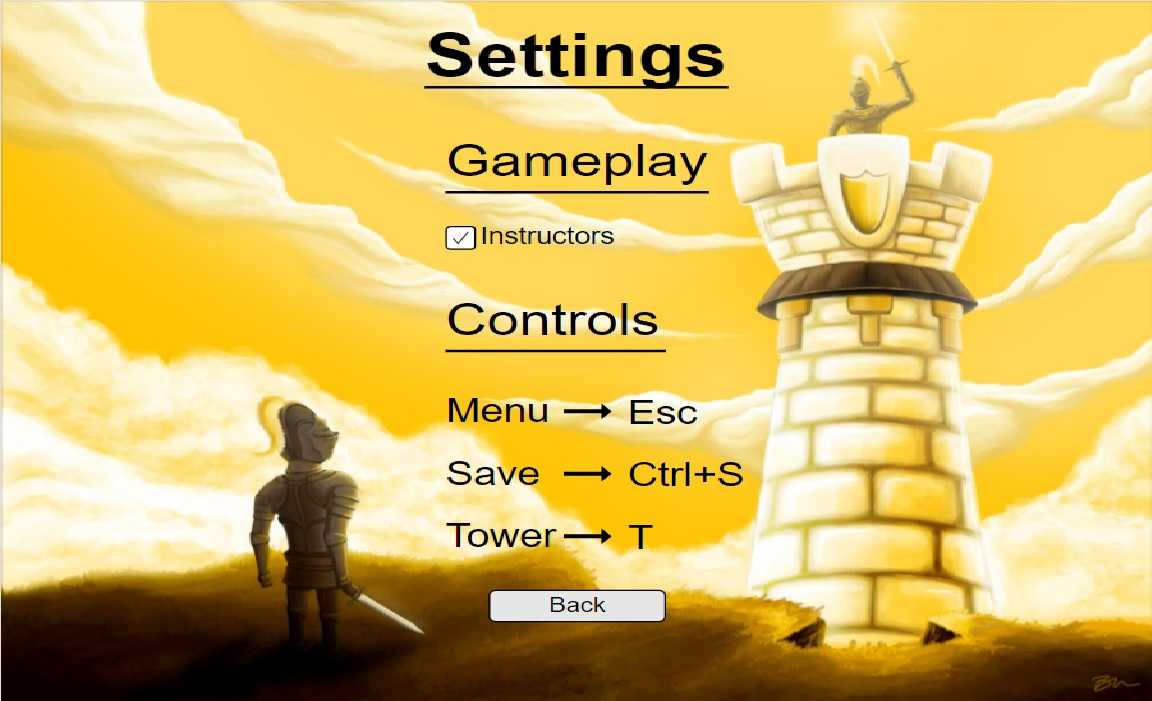 Settings
Gameplay
Instructors
Controls
Menu → Esc
Save → Ctrl+S
Tower → T
Back